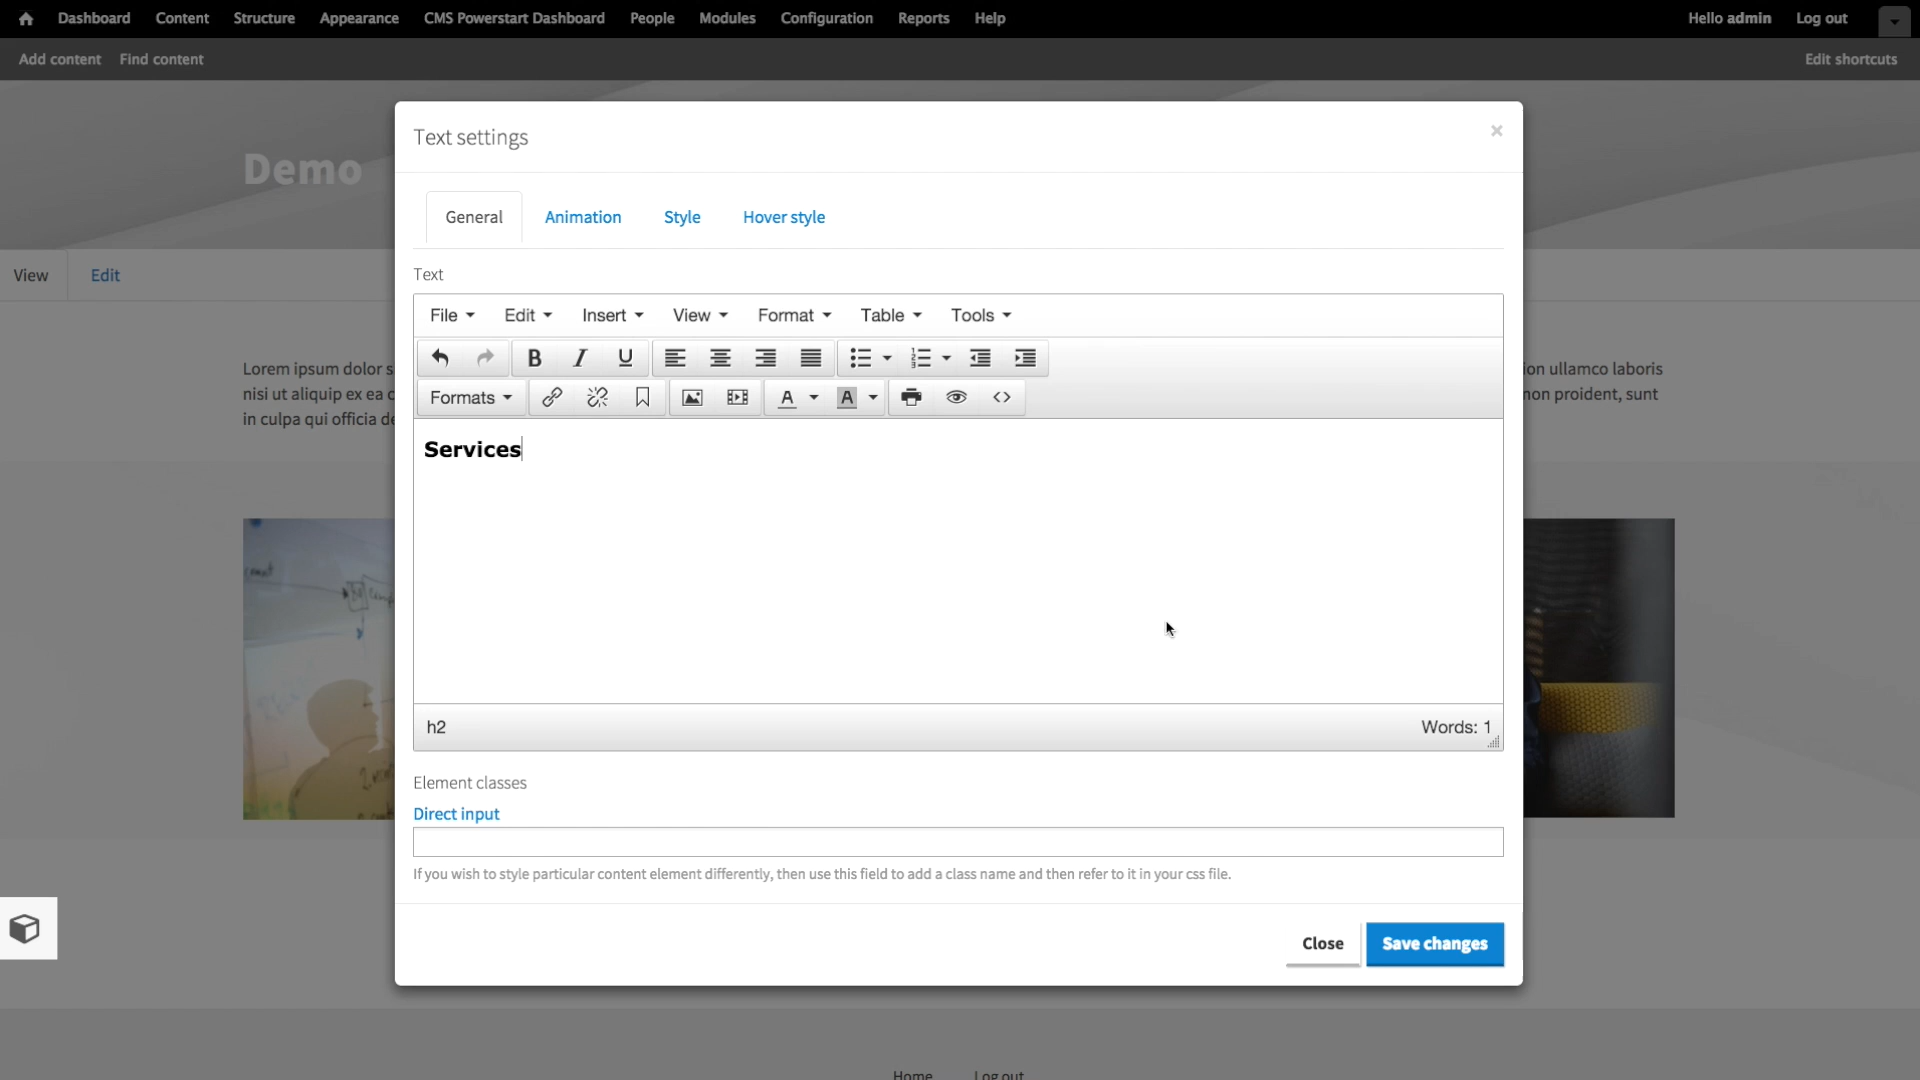 Dashboard Content Structure Appearance CMS Powerstart Dashboard People Modules Configuration Reports Help Hello admin Log out
Add content Find content Edit shortcuts
Demo
Text settings ×
General Animation Style Hover style
View Edit
Text
File Edit Insert View Format Table Tools
B I U
Formats A A
Lorem ipsum dolor
nisi ut aliquip ex ea
in culpa qui officia
ullamco laboris
non proident, sunt
Services
h2 Words: 1
Element classes
Direct input
If you wish to style particular content element differently, then use this field to add a class name and then refer to it in your css file.
Close Save changes
Home Log out